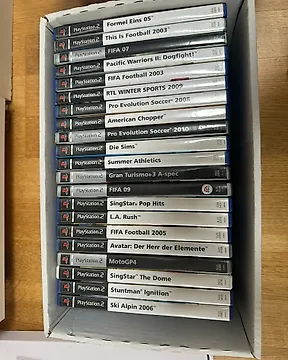 PlayStation 2 Formel Eins 05
PlayStation 2 This Is Football 2003
PlayStation 2 FIFA 07
PlayStation 2 Pacific Warriors II: Dogfight!
PlayStation 2 FIFA Football 2003
PlayStation 2 RTL WINTER SPORTS 2009
PlayStation 2 Pro Evolution Soccer 2008
PlayStation 2 American Chopper
PlayStation 2 Pro Evolution Soccer 2010
PlayStation 2 Die Sims
PlayStation 2 Summer Athletics
PlayStation 2 Gran Turismo 3 A-spec
PlayStation 2 FIFA 09
PlayStation 2 SingStar Pop Hits
PlayStation 2 L.A. Rush
PlayStation 2 FIFA Football 2005
PlayStation 2 Avatar: Der Herr der Elemente
PlayStation 2 MotoGP4
PlayStation 2 SingStar The Dome
PlayStation 2 Stuntman Ignition
PlayStation 2 Ski Alpin 2006